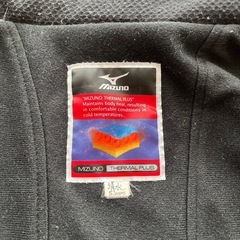 MIZUNO
"MIZUNO THERMAL PLUS"
Maintains body heat, resulting
in comfortable conditions in
cold temperatures.
MIZUNO THERMAL PLUS